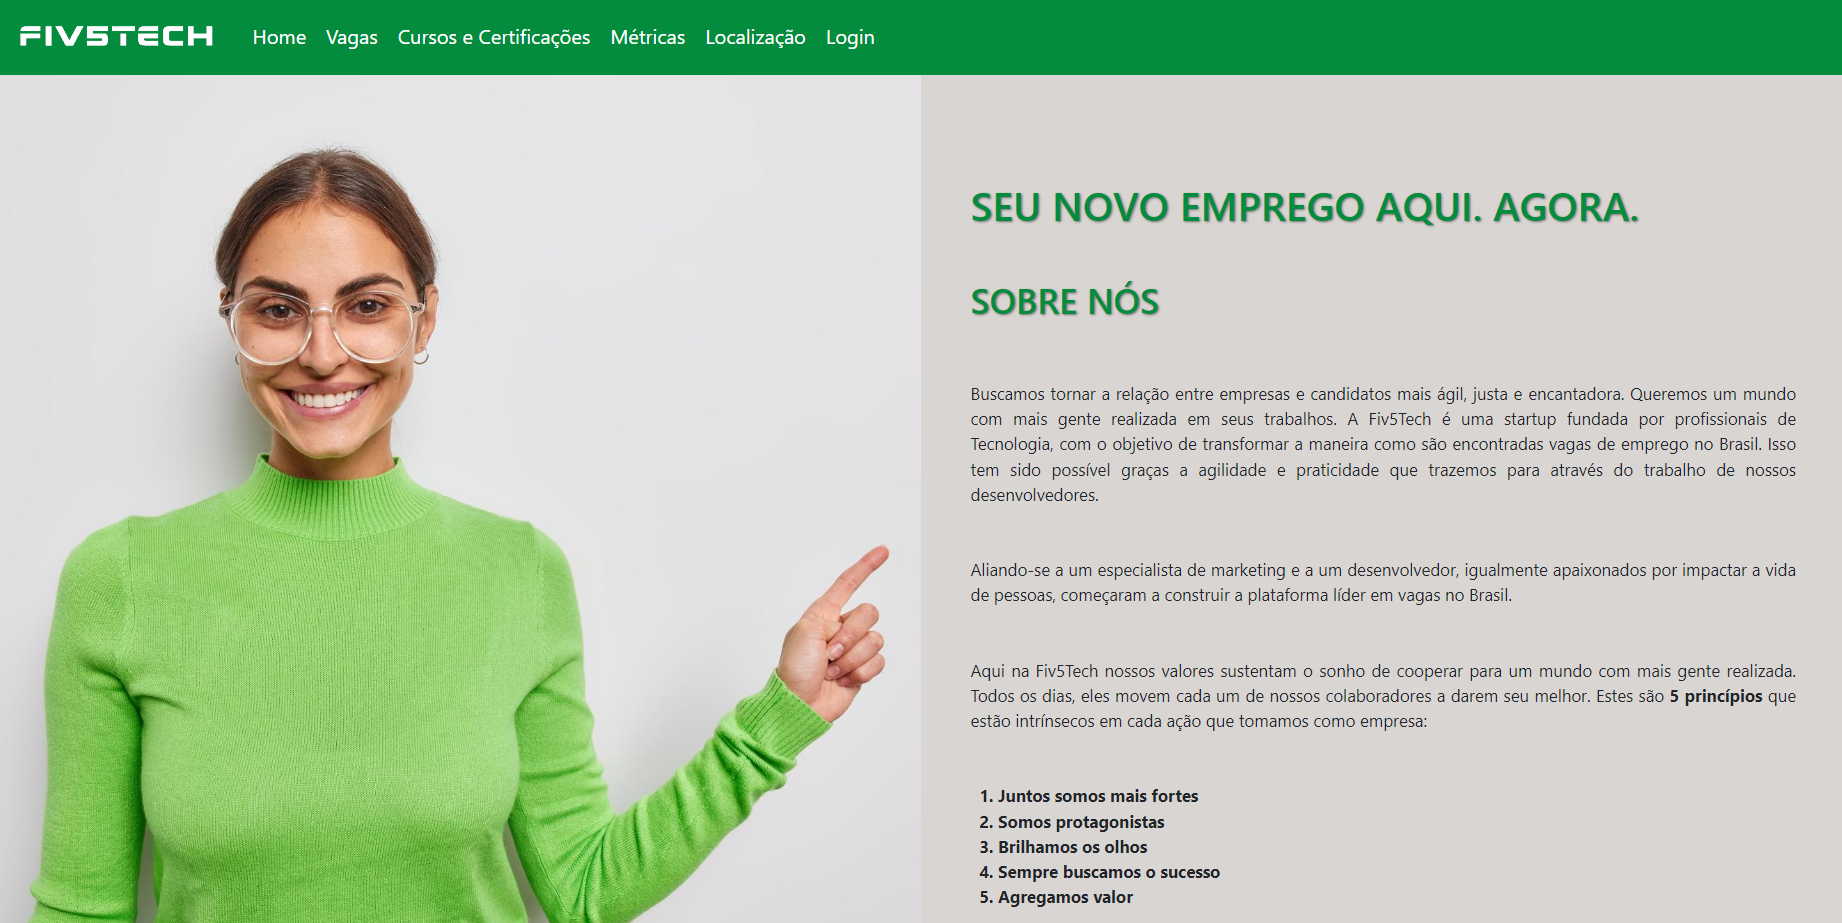 FIV5TECH Home Vagas Cursos e Certificações Métricas Localização Login
SEU NOVO EMPREGO AQUI. AGORA.
SOBRE NÓS
Buscamos tornar a relação entre empresas e candidatos mais ágil, justa e encantadora. Queremos um mundo
com mais gente realizada em seus trabalhos. A Fiv5Tech é uma startup fundada por profissionais de
Tecnologia, com o objetivo de transformar a maneira como são encontradas vagas de emprego no Brasil. Isso
tem sido possível graças a agilidade e praticidade que trazemos para através do trabalho de nossos
desenvolvedores.
Aliando-se a um especialista de marketing e a um desenvolvedor, igualmente apaixonados por impactar a vida
de pessoas, começaram a construir a plataforma líder em vagas no Brasil.
Aqui na Fiv5Tech nossos valores sustentam o sonho de cooperar para um mundo com mais gente realizada.
Todos os dias, eles movem cada um de nossos colaboradores a darem seu melhor. Estes são 5 princípios que
estão intrínsecos em cada ação que tomamos como empresa:
1. Juntos somos mais fortes
2. Somos protagonistas
3. Brilhamos os olhos
4. Sempre buscamos o sucesso
5. Agregamos valor